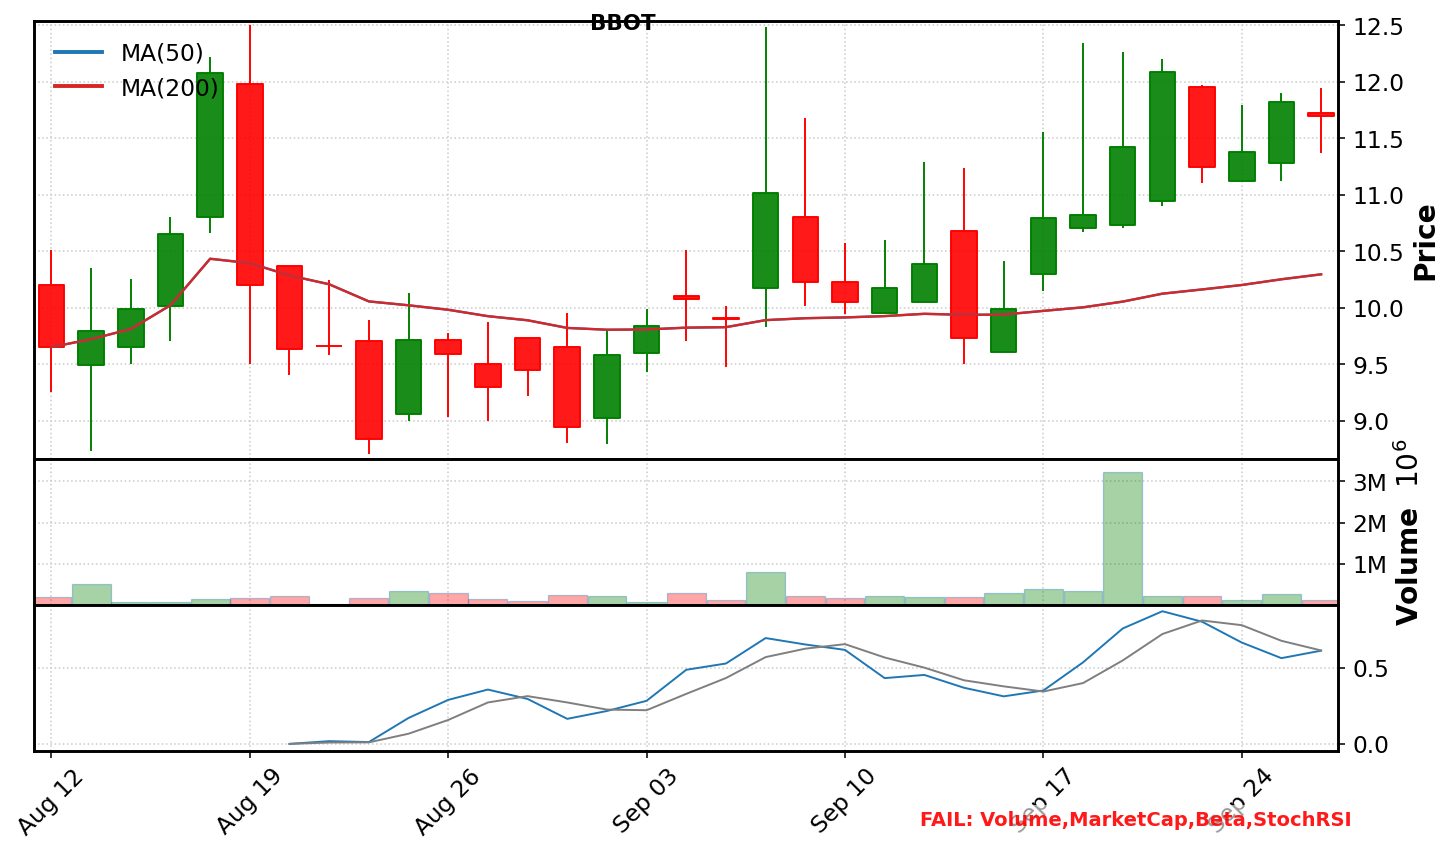 BBOT
MA(50)
MA(200)
12.5
12.0
11.5
11.0
10.5
10.0
9.5
9.0
Price
3M
2M
1M
Volume 10^6
0.5
0.0
Aug 12
Aug 19
Aug 26
Sep 03
Sep 10
Sep 17
Sep 24
FAIL: Volume,MarketCap,Beta,StochRSI